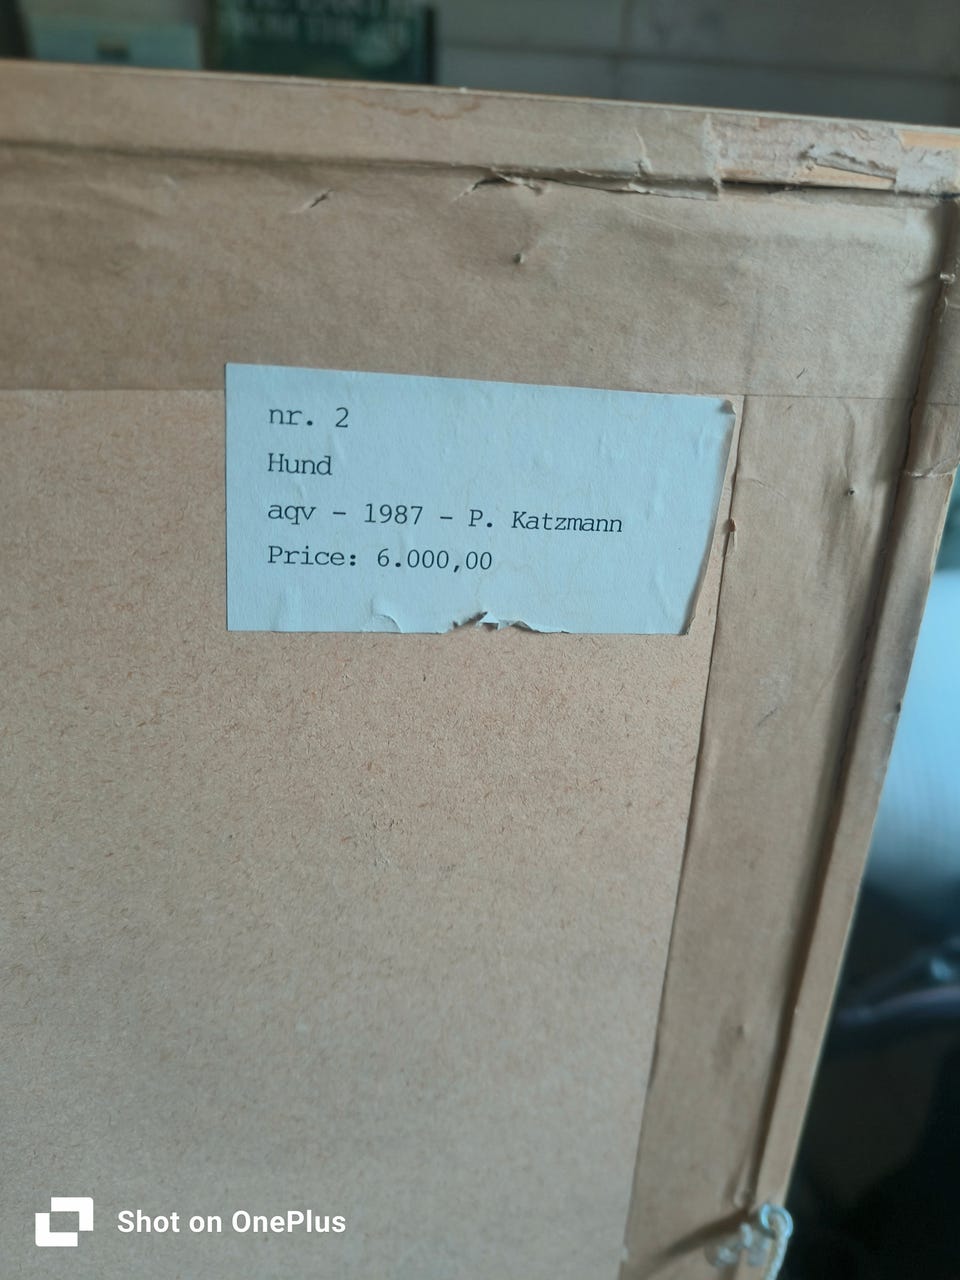 nr. 2
Hund
aqv - 1987 - P. Katzmann
Price: 6.000,00
Shot on OnePlus